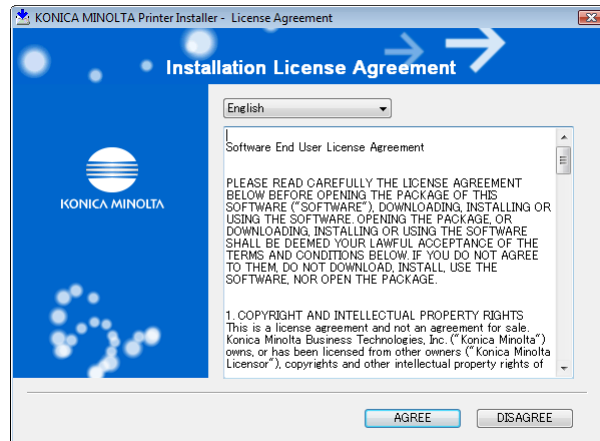 KONICA MINOLTA Printer Installer - License Agreement
Installation License Agreement
English
KONICA MINOLTA
Software End User License Agreement
PLEASE READ CAREFULLY THE LICENSE AGREEMENT
BELOW BEFORE OPENING THE PACKAGE OF THIS
SOFTWARE ("SOFTWARE"), DOWNLOADING, INSTALLING OR
USING THE SOFTWARE. OPENING THE PACKAGE, OR
DOWNLOADING, INSTALLING OR USING THE SOFTWARE
SHALL BE DEEMED YOUR LAWFUL ACCEPTANCE OF THE
TERMS AND CONDITIONS BELOW. IF YOU DO NOT AGREE
TO THEM, DO NOT DOWNLOAD, INSTALL, USE THE
SOFTWARE, NOR OPEN THE PACKAGE.
1. COPYRIGHT AND INTELLECTUAL PROPERTY RIGHTS
This is a license agreement and not an agreement for sale.
Konica Minolta Business Technologies, Inc. ("Konica Minolta")
owns, or has been licensed from other owners ("Konica Minolta
Licensor"), copyrights and other intellectual property rights of
AGREE
DISAGREE